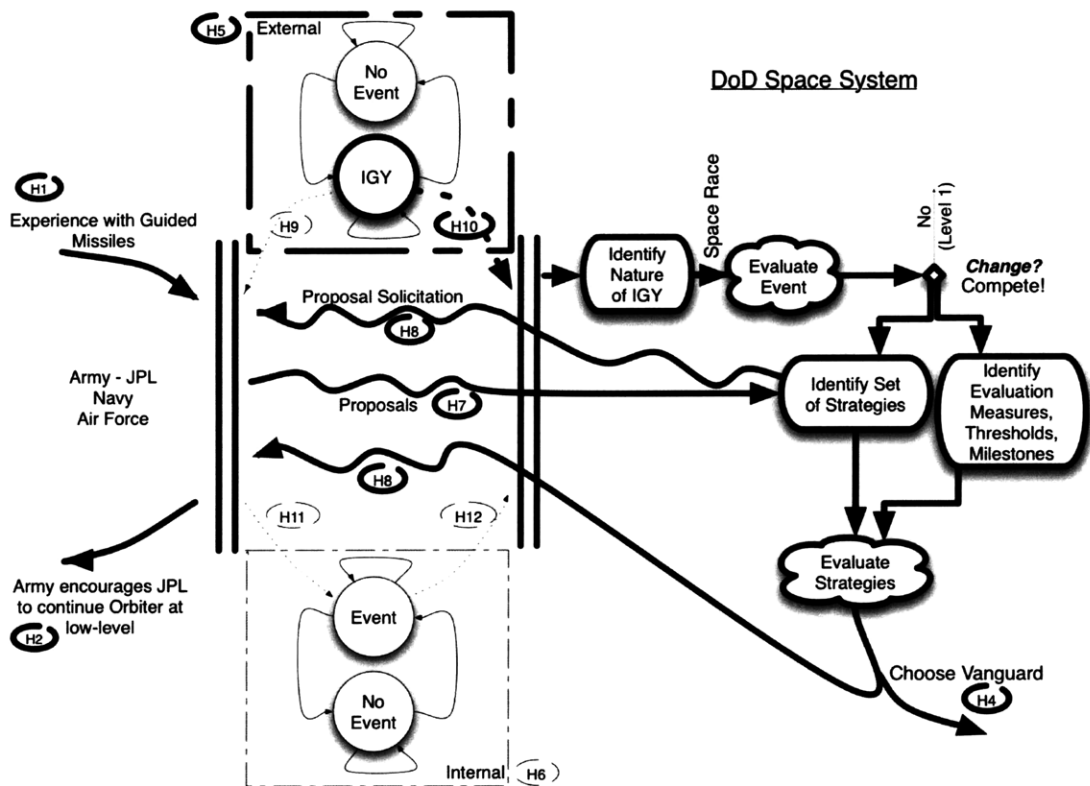 H5
External
No
Event
IGY
H9
H10
DoD Space System
H1
Experience with Guided
Missiles
Identify
Nature
of IGY
Space Race
Evaluate
Event
No
(Level 1)
Change?
Compete!
Proposal Solicitation
H8
Army - JPL
Navy
Air Force
Proposals
H7
Identify Set
of Strategies
Identify
Evaluation
Measures,
Thresholds,
Milestones
H8
H11
H12
Evaluate
Strategies
Army encourages JPL
to continue Orbiter at
low-level
H2
Event
No
Event
Choose Vanguard
H4
Internal
H6